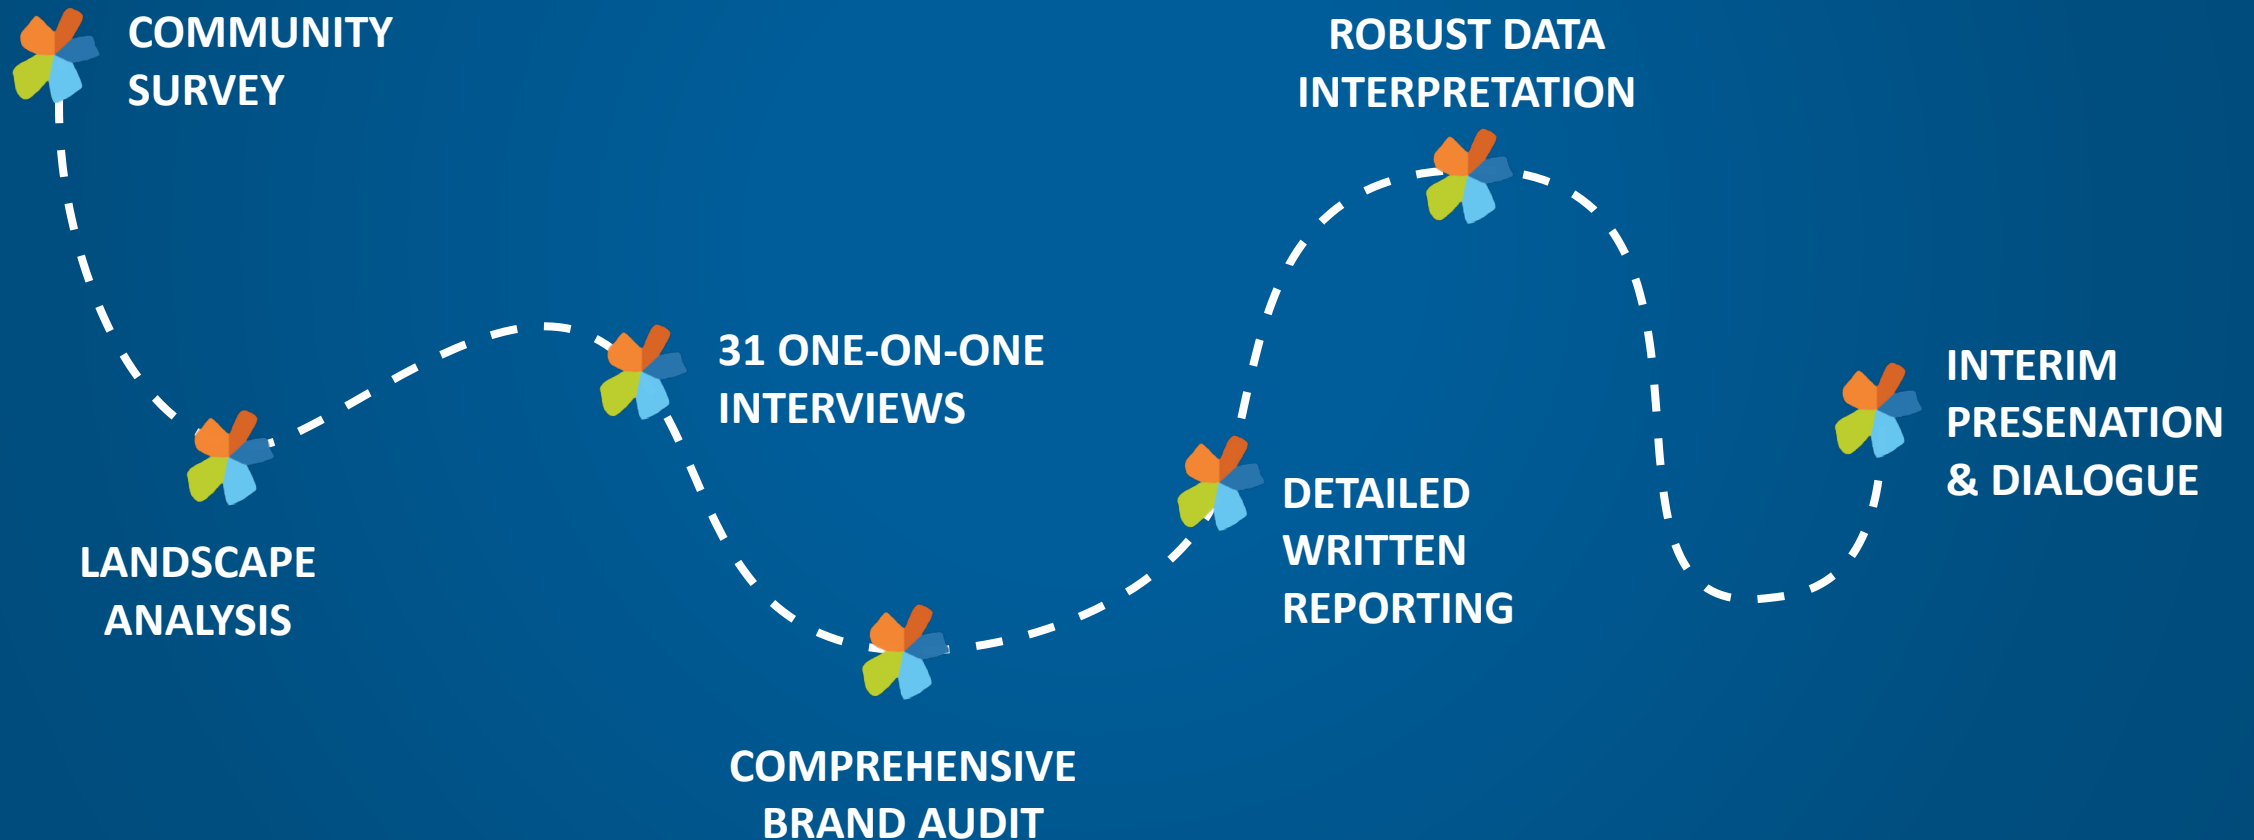 COMMUNITY
SURVEY
LANDSCAPE
ANALYSIS
31 ONE-ON-ONE
INTERVIEWS
COMPREHENSIVE
BRAND AUDIT
DETAILED
WRITTEN
REPORTING
ROBUST DATA
INTERPRETATION
INTERIM
PRESENATION
& DIALOGUE